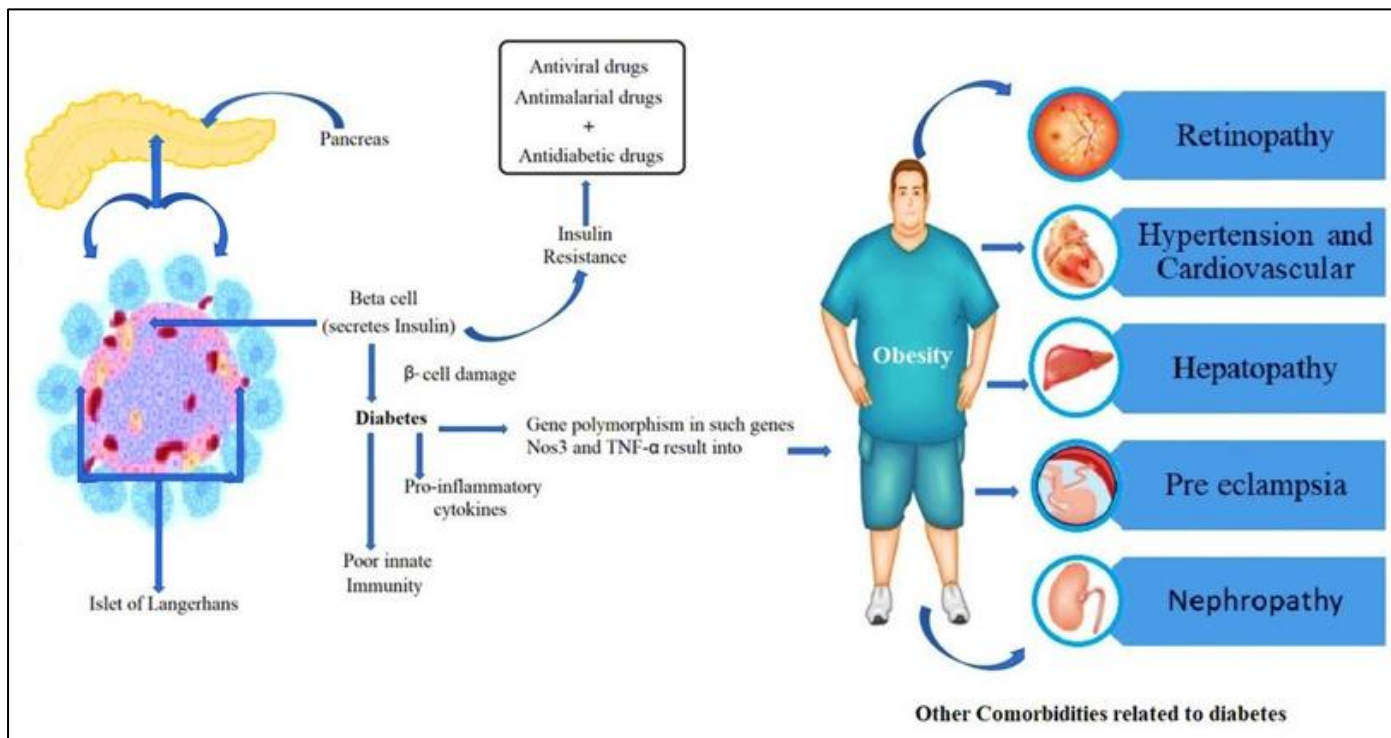 Antiviral drugs
Antimalarial drugs
+
Antidiabetic drugs
Pancreas
Insulin
Resistance
Beta cell
(secretes Insulin)
β-cell damage
Diabetes
Gene polymorphism in such genes
Nos3 and TNF-α result into
Pro-inflammatory
cytokines
Poor innate
Immunity
Islet of Langerhans
Obesity
Retinopathy
Hypertension and
Cardiovascular
Hepatopathy
Pre eclampsia
Nephropathy
Other Comorbidities related to diabetes